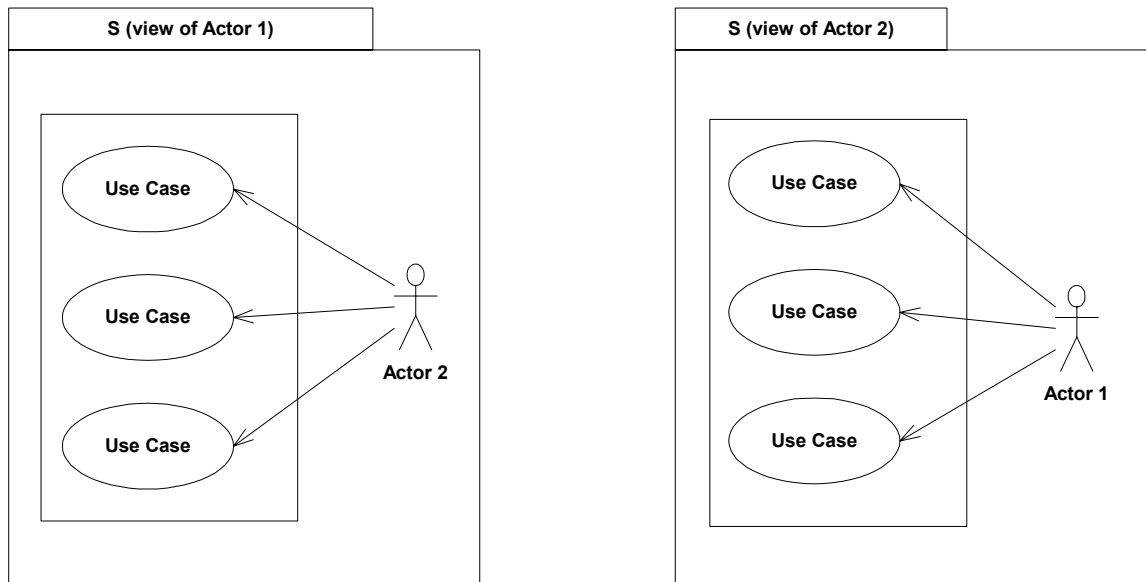 S (view of Actor 1)
Use Case
Use Case
Use Case
Actor 2
S (view of Actor 2)
Use Case
Use Case
Use Case
Actor 1